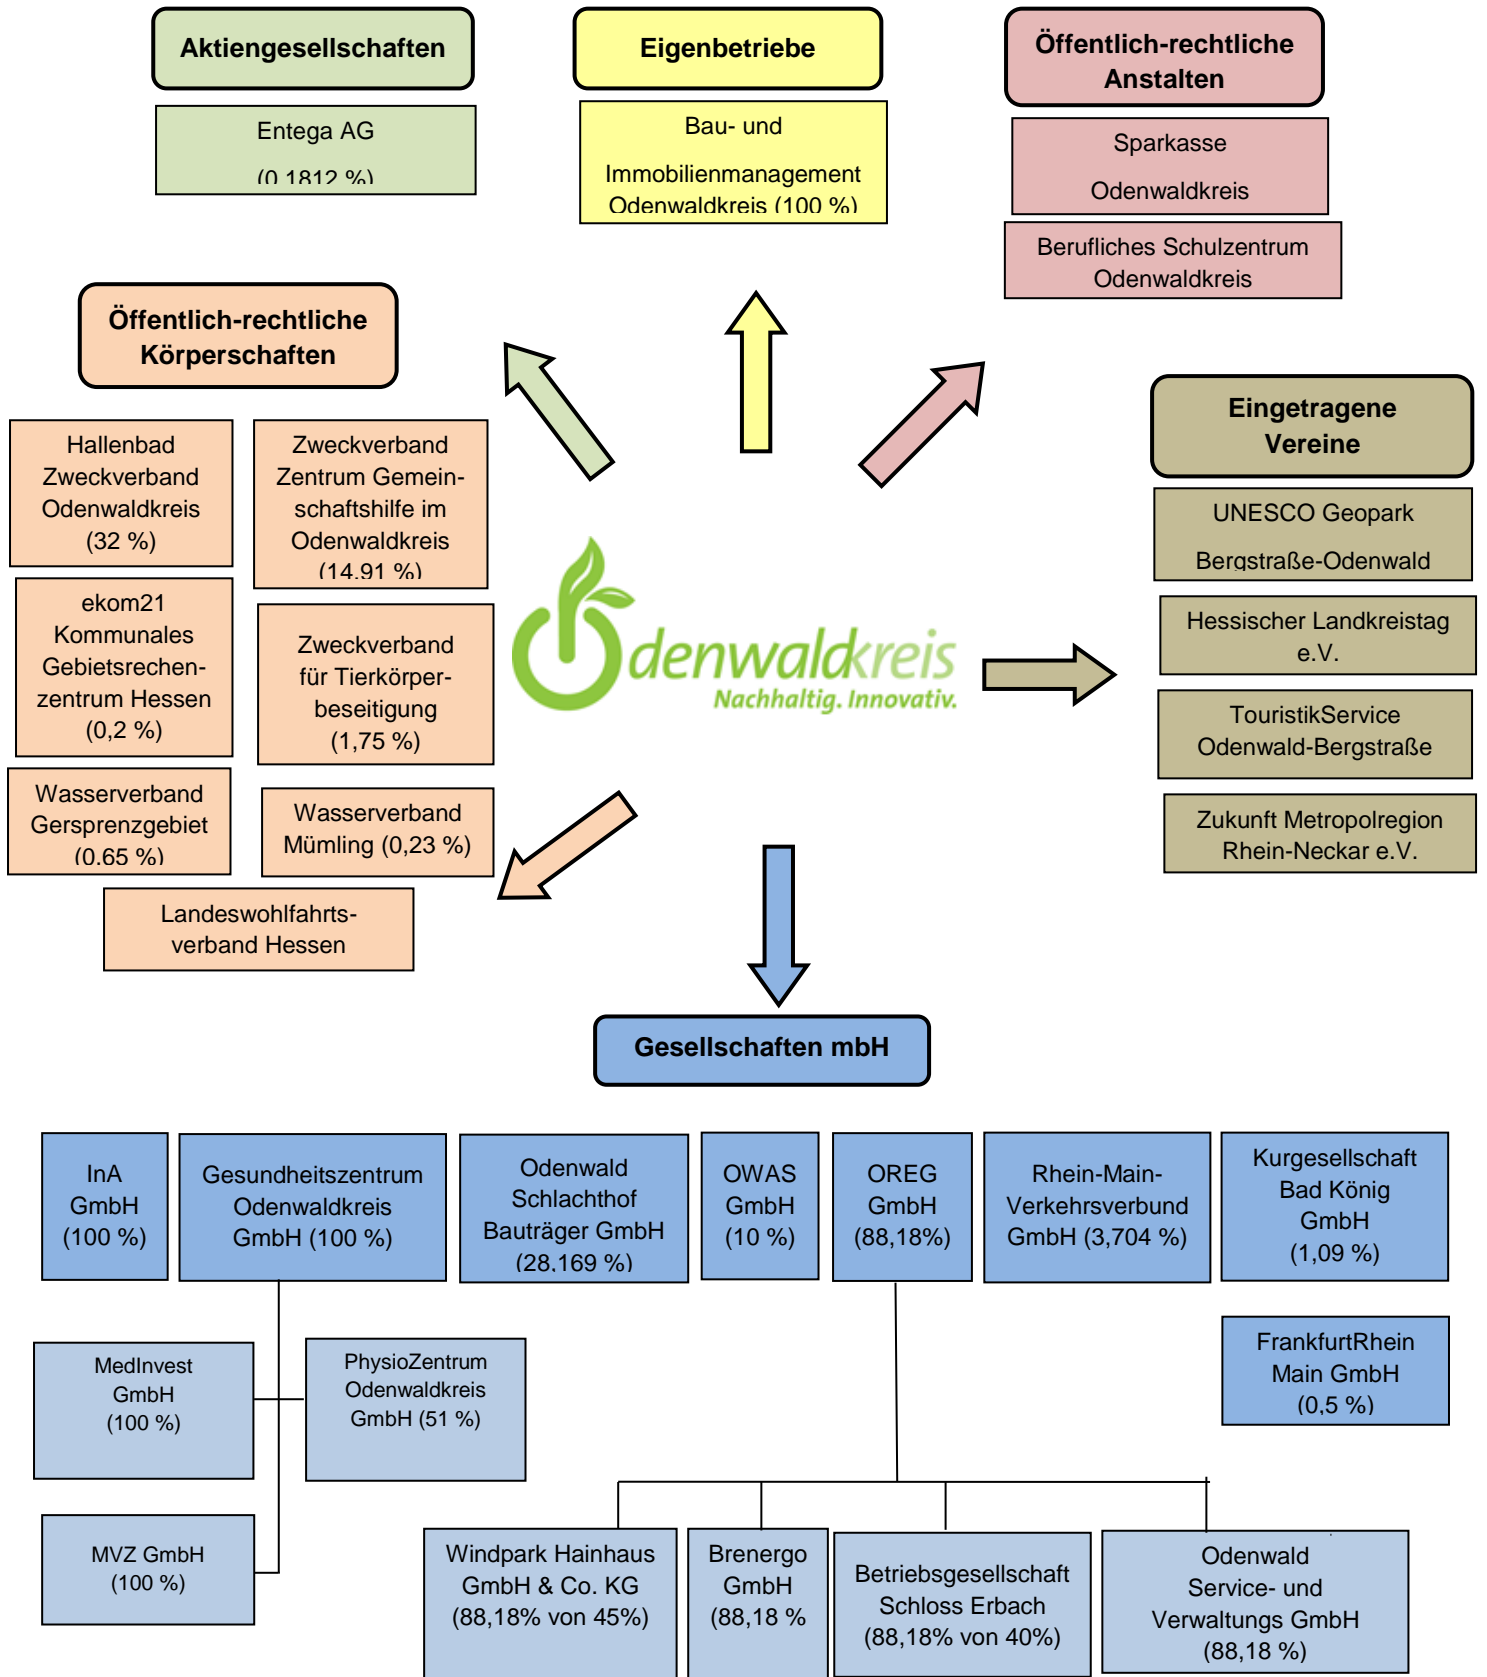 Aktiengesellschaften
Entega AG
(0,1812 %)
Eigenbetriebe
Bau- und
Immobilienmanagement
Odenwaldkreis (100 %)
Öffentlich-rechtliche
Anstalten
Sparkasse
Odenwaldkreis
Berufliches Schulzentrum
Odenwaldkreis
Öffentlich-rechtliche
Körperschaften
Hallenbad
Zweckverband
Odenwaldkreis
(32 %)
Zweckverband
Zentrum Gemein-
schaftshilfe im
Odenwaldkreis
(14,91 %)
ekom21
Kommunales
Gebietsrechen-
zentrum Hessen
(0,2 %)
Zweckverband
für Tierkörper-
beseitigung
(1,75 %)
Wasserverband
Gersprenzgebiet
(0,65 %)
Wasserverband
Mümling (0,23 %)
Landeswohlfahrts-
verband Hessen
Odenwaldkreis
Nachhaltig. Innovativ.
Eingetragene
Vereine
UNESCO Geopark
Bergstraße-Odenwald
Hessischer Landkreistag
e.V.
TouristikService
Odenwald-Bergstraße
Zukunft Metropolregion
Rhein-Neckar e.V.
Gesellschaften mbH
InA
GmbH
(100 %)
Gesundheitszentrum
Odenwaldkreis
GmbH (100 %)
Odenwald
Schlachthof
Bauträger GmbH
(28,169 %)
OWAS
GmbH
(10 %)
OREG
GmbH
(88,18%)
Rhein-Main-
Verkehrsverbund
GmbH (3,704 %)
Kurgesellschaft
Bad König
GmbH
(1,09 %)
MedInvest
GmbH
(100 %)
PhysioZentrum
Odenwaldkreis
GmbH (51 %)
FrankfurtRhein
Main GmbH
(0,5 %)
MVZ GmbH
(100 %)
Windpark Hainhaus
GmbH & Co. KG
(88,18% von 45%)
Brenergo
GmbH
(88,18 %
Betriebsgesellschaft
Schloss Erbach
(88,18% von 40%)
Odenwald
Service- und
Verwaltungs GmbH
(88,18 %)